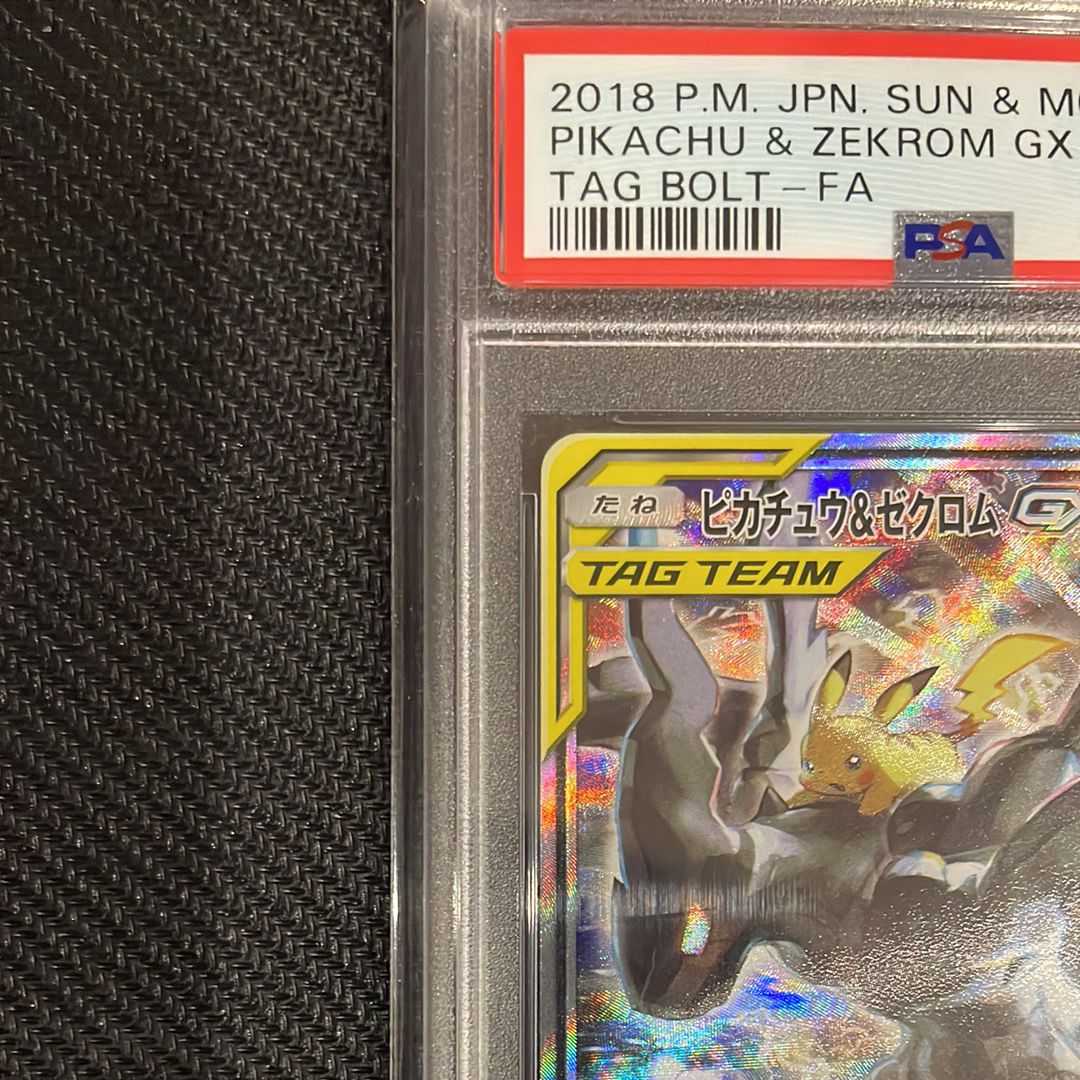 2018 P.M. JPN. SUN & M
PIKACHU & ZEKROM GX
TAG BOLT – FA
PSA
たね ピカチュウ&ゼクロム G
TAG TEAM